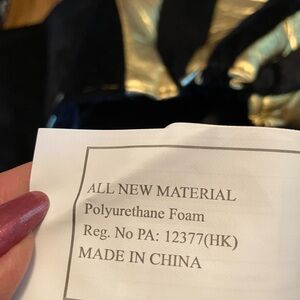 ALL NEW MATERIAL
Polyurethane Foam
Reg. No PA: 12377(HK)
MADE IN CHINA